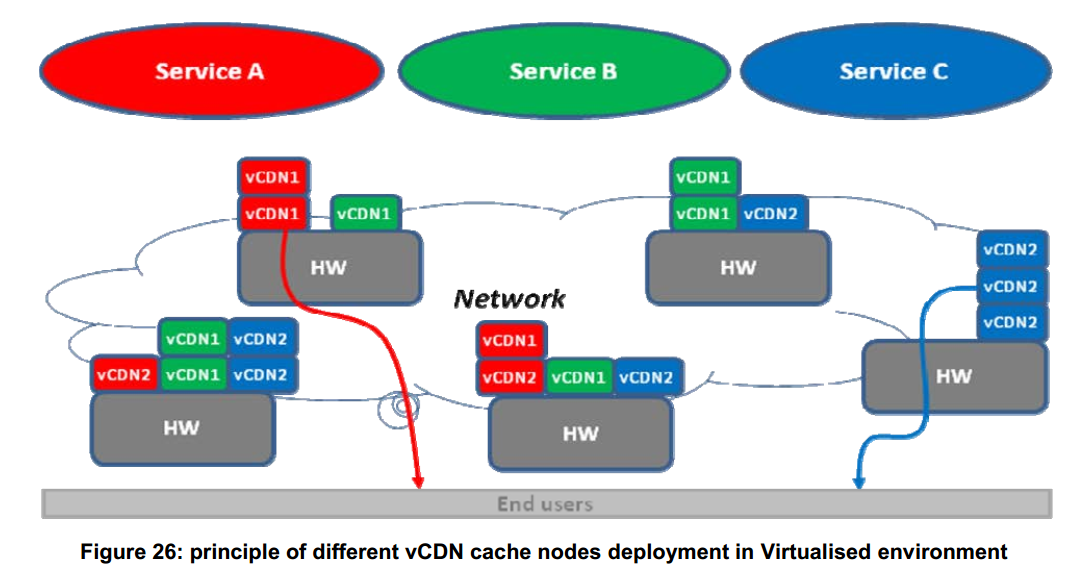 Service A Service B Service C
vCDN1 vCDN1
vCDN1 vCDN1 vCDN1 vCDN2
vCDN2
HW HW
vCDN2
Network
vCDN2
vCDN1 vCDN2 vCDN1
vCDN2 vCDN1 vCDN2 vCDN2 vCDN1 vCDN2 HW
HW HW
End users
Figure 26: principle of different vCDN cache nodes deployment in Virtualised environment